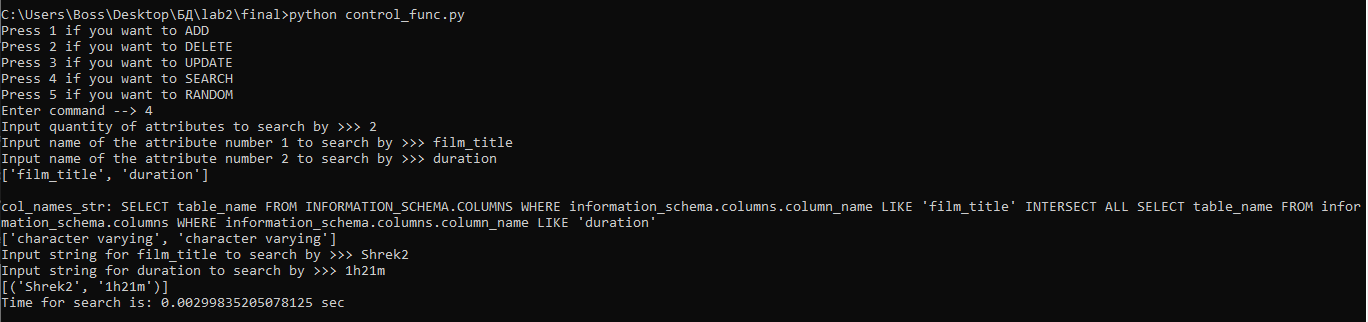 C:\Users\Boss\Desktop\БД\lab2\final>python control_func.py
Press 1 if you want to ADD
Press 2 if you want to DELETE
Press 3 if you want to UPDATE
Press 4 if you want to SEARCH
Press 5 if you want to RANDOM
Enter command --> 4
Input quantity of attributes to search by >>> 2
Input name of the attribute number 1 to search by >>> film_title
Input name of the attribute number 2 to search by >>> duration
['film_title', 'duration']

col_names_str: SELECT table_name FROM INFORMATION_SCHEMA.COLUMNS WHERE information_schema.columns.column_name LIKE 'film_title' INTERSECT ALL SELECT table_name FROM infor
mation_schema.columns WHERE information_schema.columns.column_name LIKE 'duration'
['character varying', 'character varying']
Input string for film_title to search by >>> Shrek2
Input string for duration to search by >>> 1h21m
[('Shrek2', '1h21m')]
Time for search is: 0.00299835205078125 sec